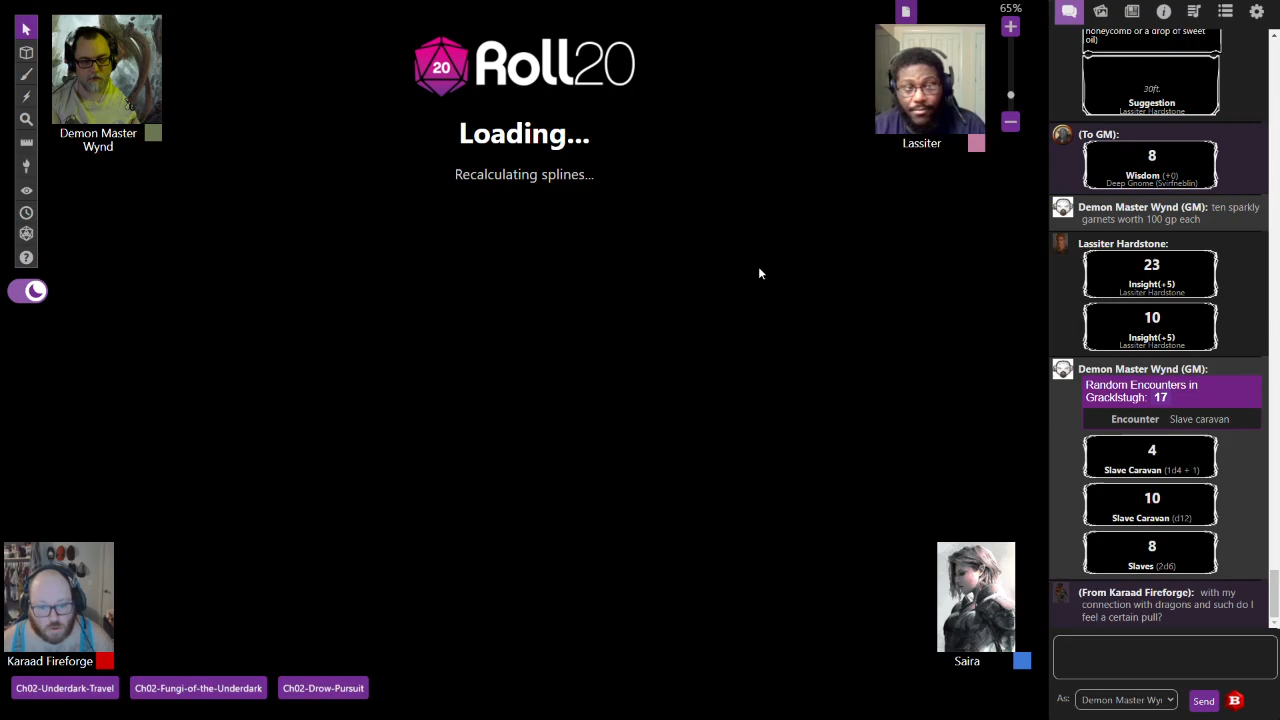 65%
20
Roll20
Loading...
Recalculating splines...
Demon Master
Wynd
Lassiter
Karaad Fireforge
Saira
Ch02-Underdark-Travel
Ch02-Fungi-of-the-Underdark
Ch02-Drow-Pursuit
honeycomb or a drop of sweet
oil)
30ft.
Suggestion
Lassiter Hardstone
(To GM):
8
Wisdom (+0)
Deep Gnome (Svirfneblin)
Demon Master Wynd (GM): ten sparkly
garnets worth 100 gp each
Lassiter Hardstone:
23
Insight(+5)
Lassiter Hardstone
10
Insight(+5)
Lassiter Hardstone
Demon Master Wynd (GM):
Random Encounters in
Gracklstugh: 17
Encounter Slave caravan
4
Slave Caravan (1d4 + 1)
10
Slave Caravan (d12)
8
Slaves (2d6)
(From Karaad Fireforge): with my
connection with dragons and such do I
feel a certain pull?
As: Demon Master Wyn
Send
B